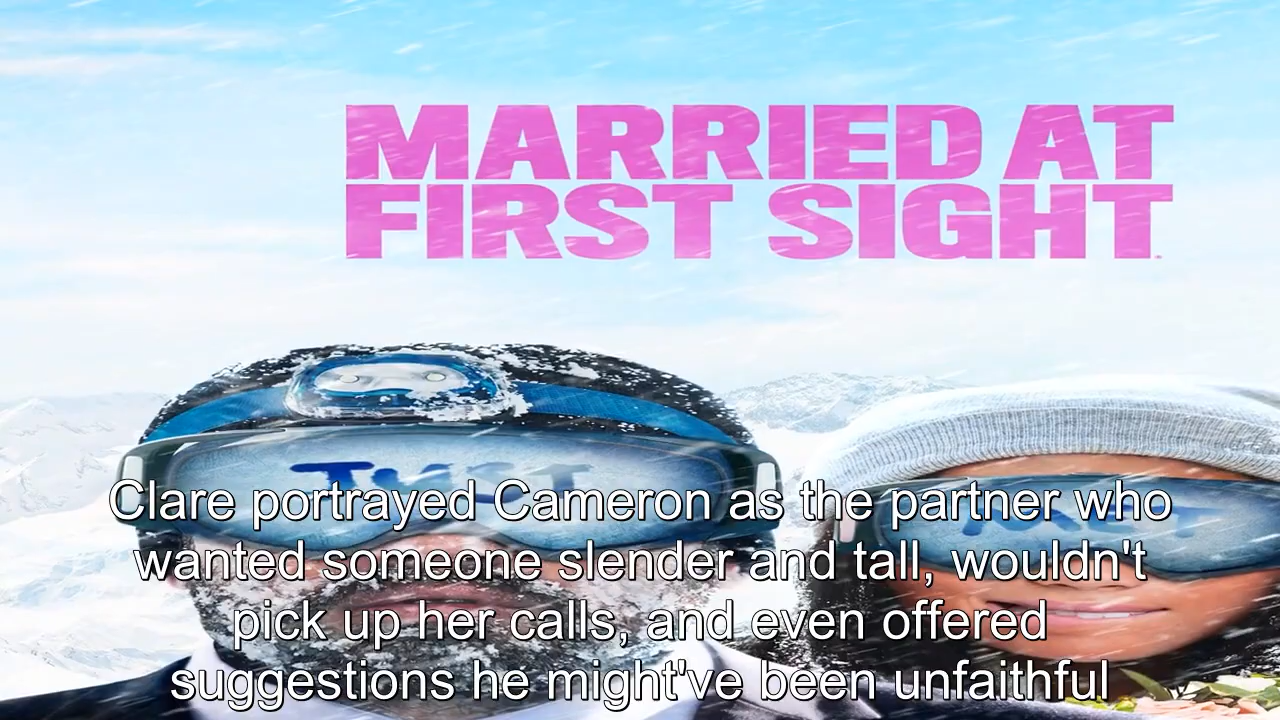 MARRIED AT
FIRST SIGHT
JUST
Clare portrayed Cameron as the partner who
wanted someone slender and tall, wouldn't
pick up her calls, and even offered
suggestions he might've been unfaithful